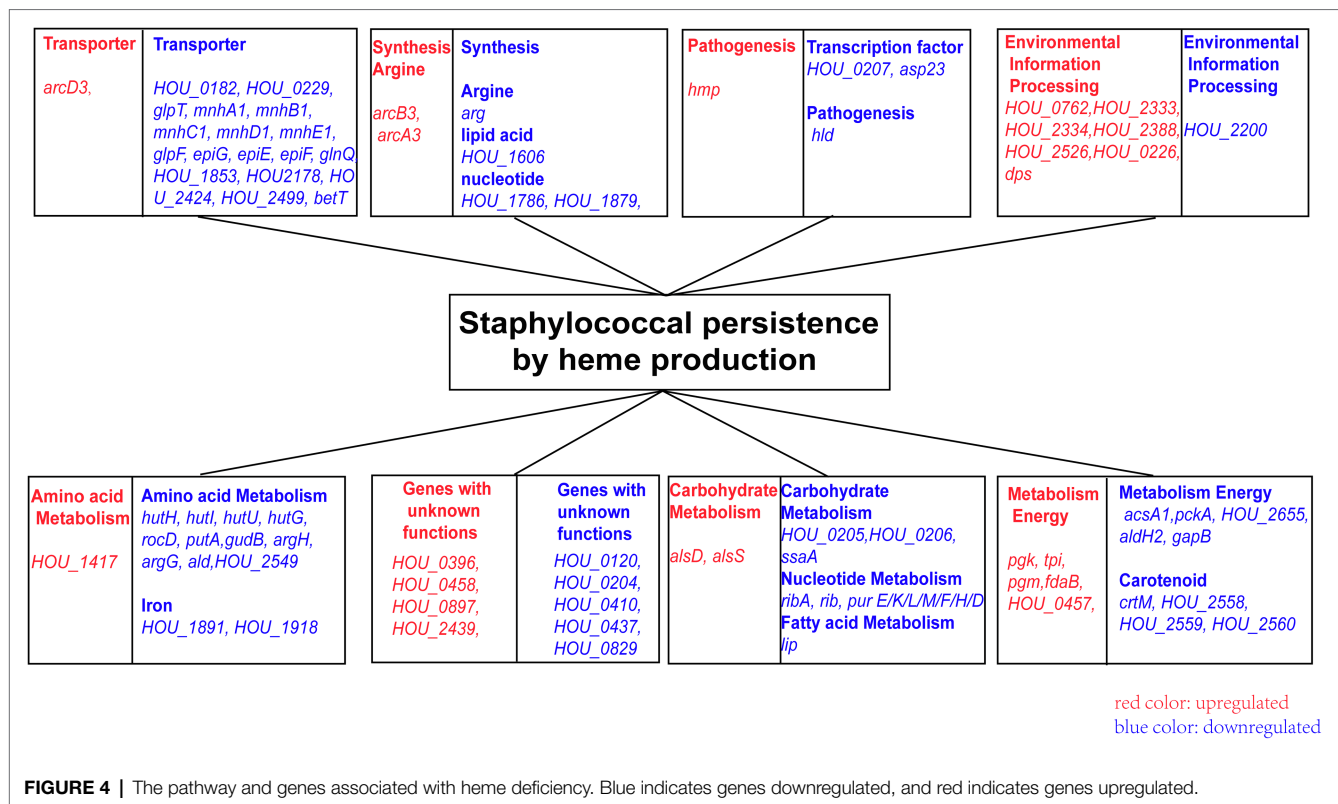 Transporter
arcD3,
Transporter
HOU_0182, HOU_0229,
glpT, mnhA1, mnhB1,
mnhC1, mnhD1, mnhE1,
glpF, epiG, epiE, epiF, glnQ,
HOU_1853, HOU2178, HO
U_2424, HOU_2499, betT
Synthesis
Argine
arcB3,
arcA3
Synthesis
Argine
arg
lipid acid
HOU_1606
nucleotide
HOU_1786, HOU_1879,
Pathogenesis
hmp
Transcription factor
HOU_0207, asp23
Pathogenesis
hld
Environmental
Information
Processing
HOU_0762,HOU_2333,
HOU_2334,HOU_2388,
HOU_2526,HOU_0226,
dps
Environmental
Information
Processing
HOU_2200
Staphylococcal persistence
by heme production
Amino acid
Metabolism
HOU_1417
Amino acid Metabolism
hutH, hutI, hutU, hutG,
rocD, putA,gudB, argH,
argG, ald,HOU_2549
Iron
HOU_1891, HOU_1918
Genes with
unknown
functions
HOU_0396,
HOU_0458,
HOU_0897,
HOU_2439,
Genes with
unknown
functions
HOU_0120,
HOU_0204,
HOU_0410,
HOU_0437,
HOU_0829
Carbohydrate
Metabolism
alsD, alsS
Carbohydrate
Metabolism
HOU_0205,HOU_0206,
ssaA
Nucleotide Metabolism
ribA, rib, pur E/K/L/M/F/H/D
Fatty acid Metabolism
lip
Metabolism
Energy
pgk, tpi,
pgm,fdaB,
HOU_0457,
Metabolism Energy
acsA1,pckA, HOU_2655,
aldH2, gapB
Carotenoid
crtM, HOU_2558,
HOU_2559, HOU_2560
red color: upregulated
blue color: downregulated
FIGURE 4 | The pathway and genes associated with heme deficiency. Blue indicates genes downregulated, and red indicates genes upregulated.